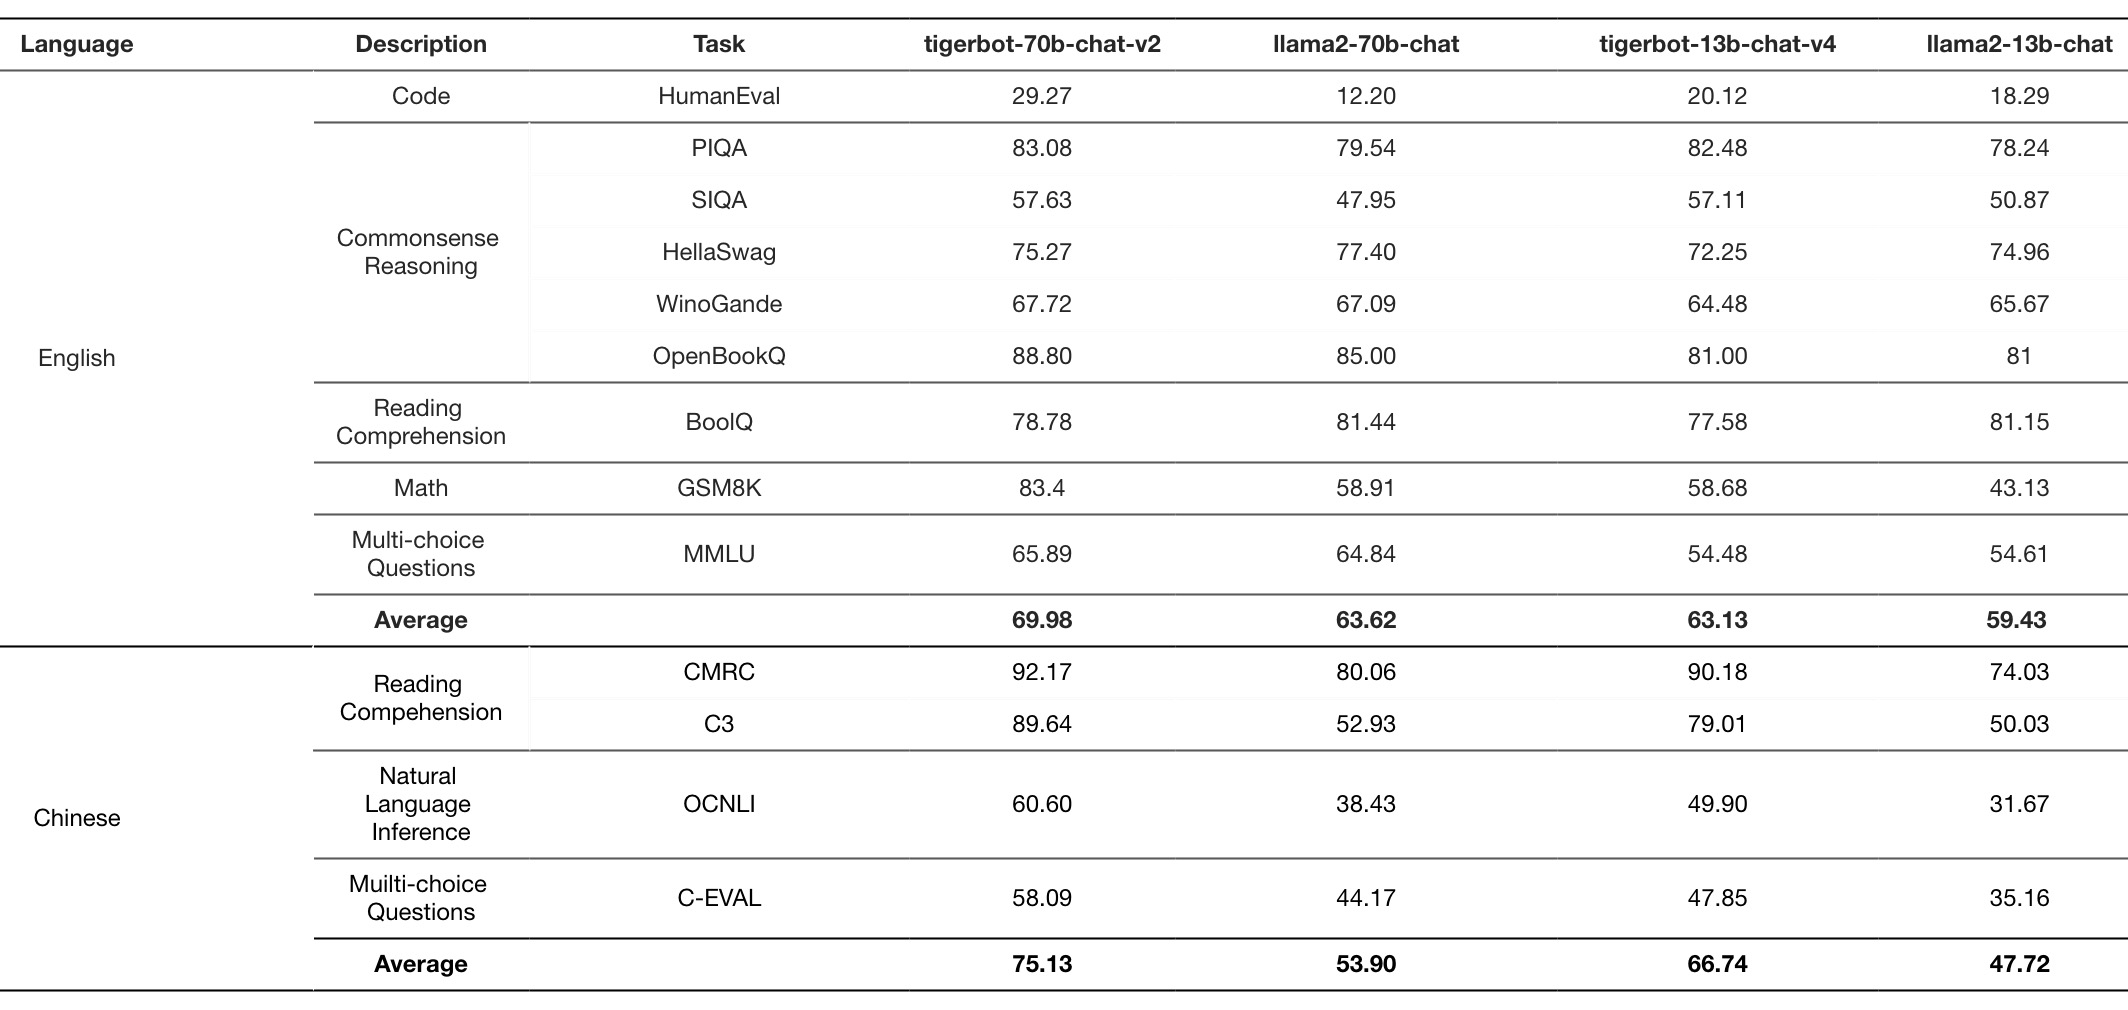 Language Description Task tigerbot-70b-chat-v2 llama2-70b-chat tigerbot-13b-chat-v4 llama2-13b-chat
English
Code HumanEval 29.27 12.20 20.12 18.29
Commonsense
Reasoning
PIQA 83.08 79.54 82.48 78.24
SIQA 57.63 47.95 57.11 50.87
HellaSwag 75.27 77.40 72.25 74.96
WinoGande 67.72 67.09 64.48 65.67
OpenBookQ 88.80 85.00 81.00 81
Reading
Comprehension
BoolQ 78.78 81.44 77.58 81.15
Math GSM8K 83.4 58.91 58.68 43.13
Multi-choice
Questions
MMLU 65.89 64.84 54.48 54.61
Average 69.98 63.62 63.13 59.43
Chinese
Reading
Compehension
CMRC 92.17 80.06 90.18 74.03
C3 89.64 52.93 79.01 50.03
Natural
Language
Inference
OCNLI 60.60 38.43 49.90 31.67
Muilti-choice
Questions
C-EVAL 58.09 44.17 47.85 35.16
Average 75.13 53.90 66.74 47.72